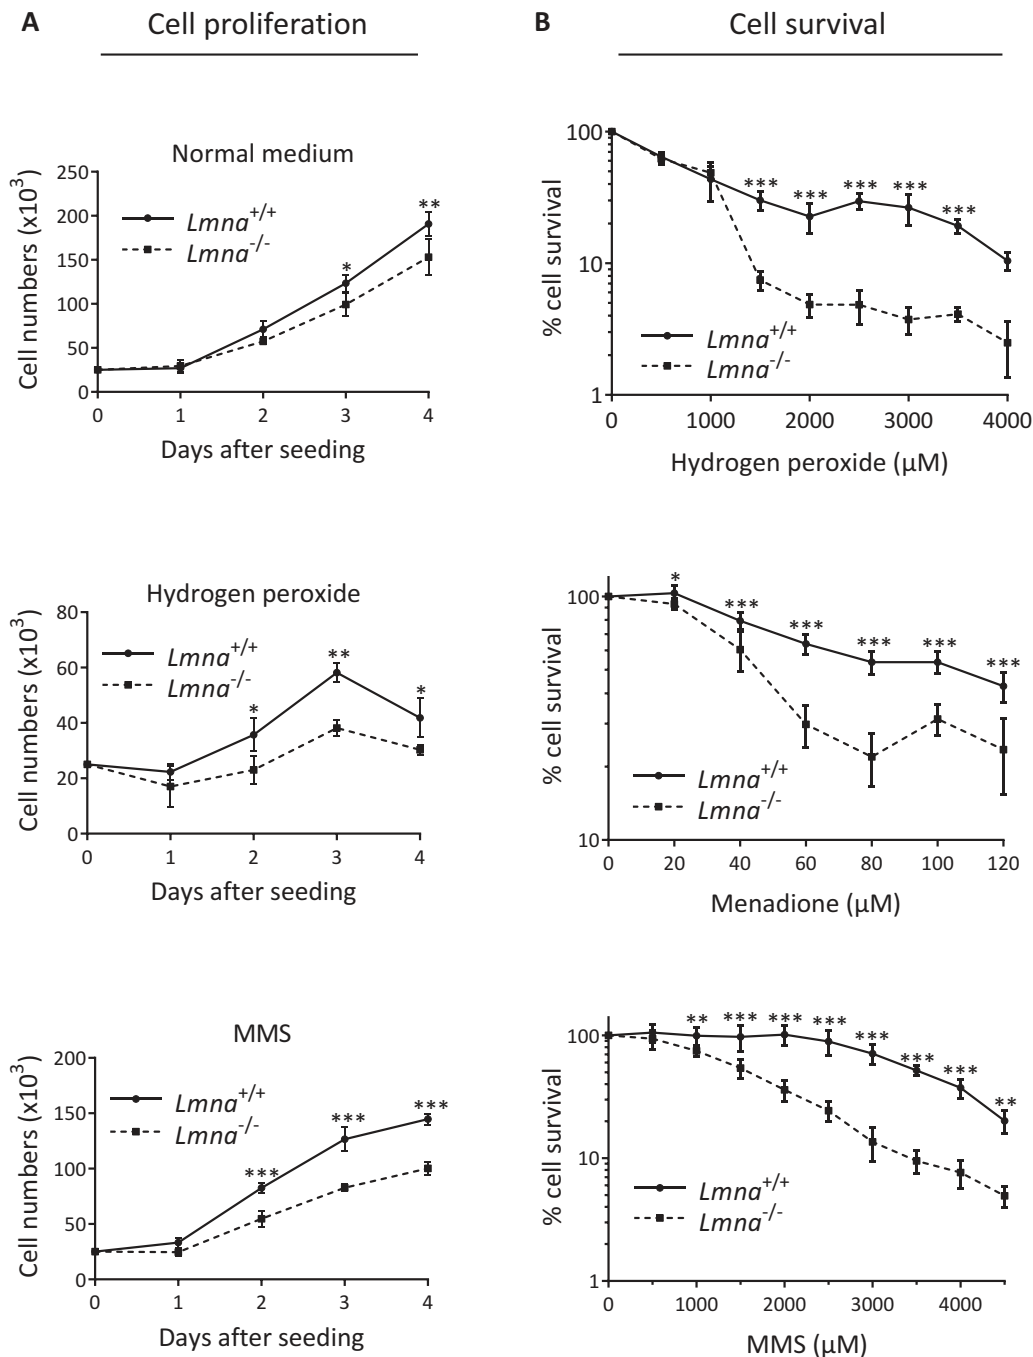 A Cell proliferation
Normal medium
Cell numbers (x10³)
250
200
150
100
50
0
Lmna+/+
Lmna-/-
*
**
0 1 2 3 4
Days after seeding
Hydrogen peroxide
Cell numbers (x10³)
80
60
40
20
0
Lmna+/+
Lmna-/-
*
**
*
0 1 2 3 4
Days after seeding
MMS
Cell numbers (x10³)
200
150
100
50
0
Lmna+/+
Lmna-/-
***
***
***
0 1 2 3 4
Days after seeding
B Cell survival
% cell survival
100
10
1
*** *** *** *** ***
Lmna+/+
Lmna-/-
0 1000 2000 3000 4000
Hydrogen peroxide (µM)
% cell survival
100
10
* *** *** *** *** ***
Lmna+/+
Lmna-/-
0 20 40 60 80 100 120
Menadione (µM)
% cell survival
100
10
1
** *** *** *** *** *** *** **
Lmna+/+
Lmna-/-
0 1000 2000 3000 4000
MMS (µM)